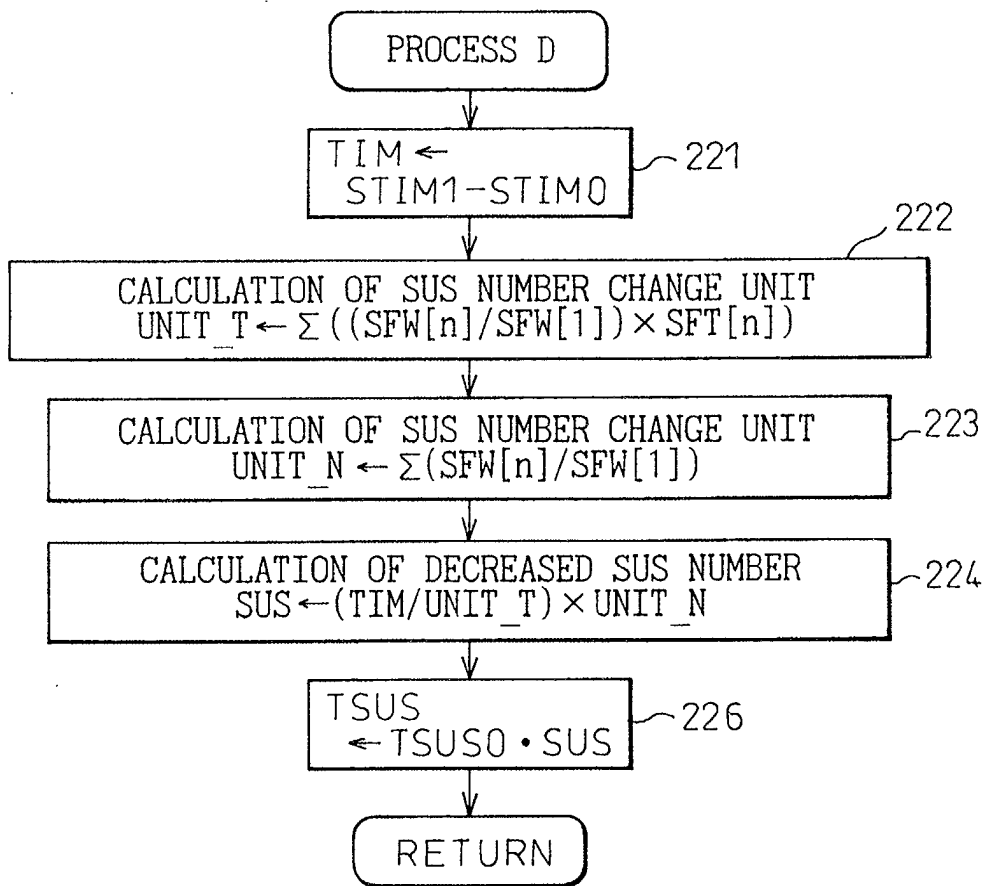 PROCESS D
TIM ←
STIM1-STIM0
221
222
CALCULATION OF SUS NUMBER CHANGE UNIT
UNIT_T ← Σ((SFW[n]/SFW[1])×SFT[n])
CALCULATION OF SUS NUMBER CHANGE UNIT
UNIT_N ← Σ(SFW[n]/SFW[1])
223
CALCULATION OF DECREASED SUS NUMBER
SUS ← (TIM/UNIT_T)×UNIT_N
224
TSUS
← TSUS0 • SUS
226
RETURN